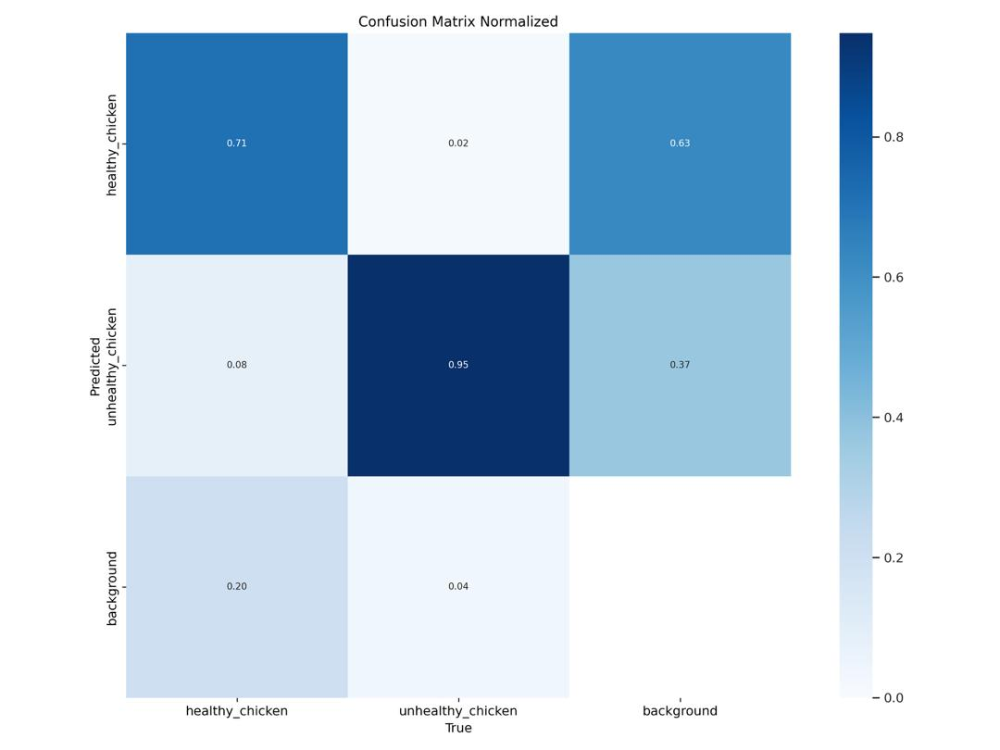 Confusion Matrix Normalized
healthy_chicken
0.71
0.02
0.63
Predicted
unhealthy_chicken
0.08
0.95
0.37
background
0.20
0.04
healthy_chicken
unhealthy_chicken
background
True
0.8
0.6
0.4
0.2
0.0